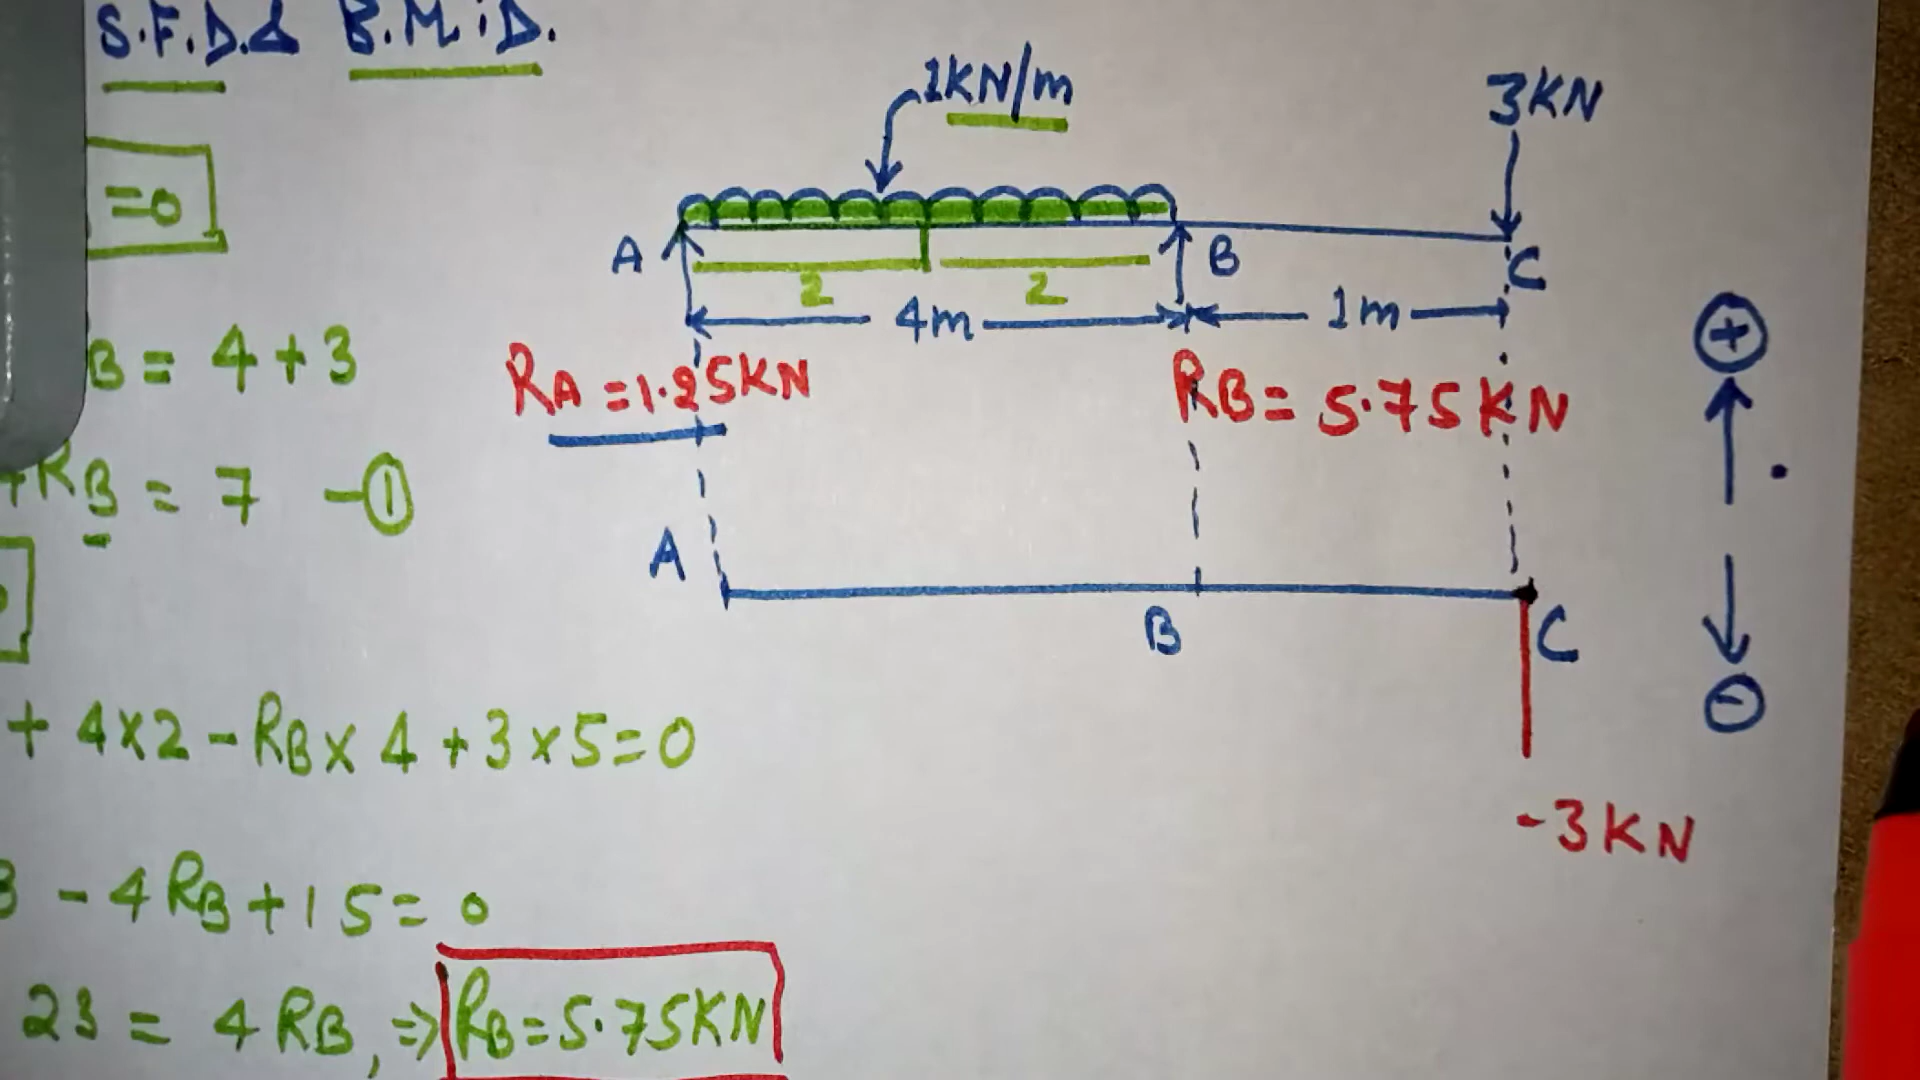 S.F.D. & B.M.D.
=0
B = 4 + 3
+RB = 7 - ①
+ 4×2 - RB × 4 + 3 × 5 = 0
- 4RB + 15 = 0
23 = 4RB, ⇒ RB = 5.75KN
1KN/m
3KN
A B C
2 2
4m 1m
RA = 1.25KN RB = 5.75KN
+
A B C
-
-3KN